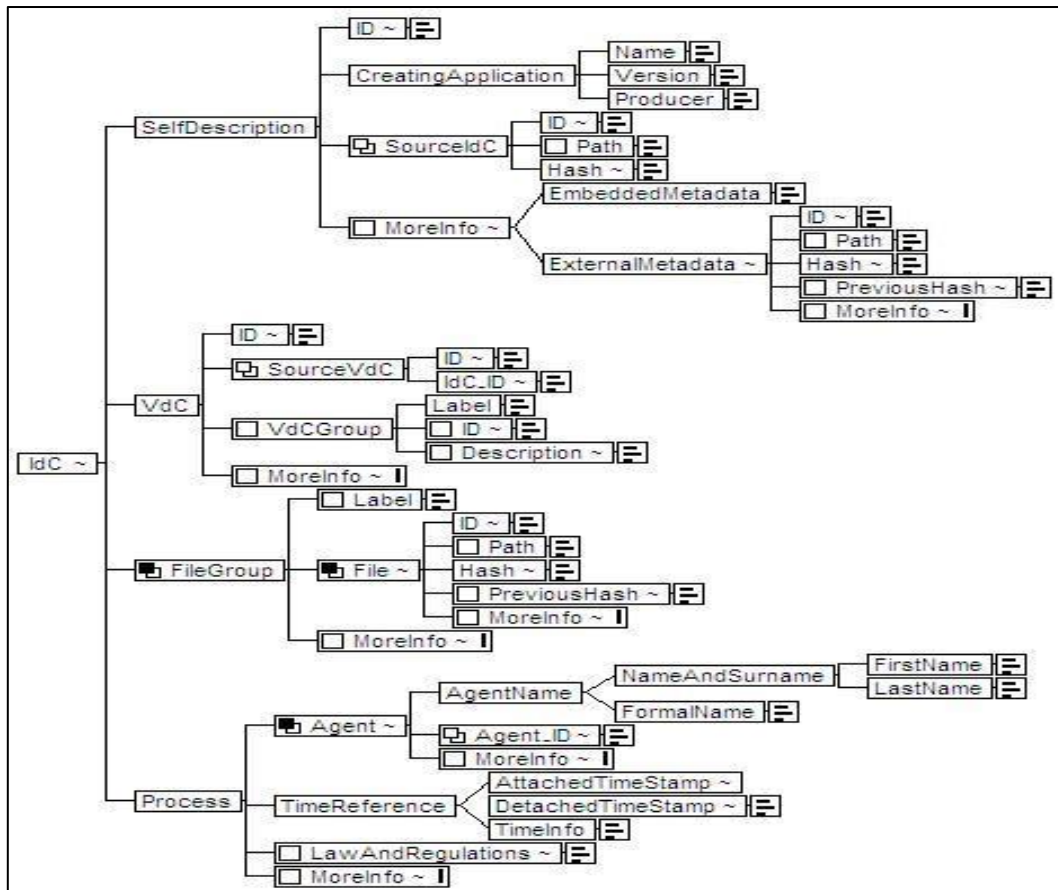 ID ~
CreatingApplication
Name
Version
Producer
SelfDescription
SourceIdC
ID ~
Path
Hash ~
MoreInfo ~
EmbeddedMetadata
ExternalMetadata ~
ID ~
Path
Hash ~
PreviousHash ~
MoreInfo ~
ID ~
SourceVdC
ID ~
IdC_ID ~
VdC
VdCGroup
Label
ID ~
Description ~
MoreInfo ~
IdC ~
Label
FileGroup
File ~
ID ~
Path
Hash ~
PreviousHash ~
MoreInfo ~
MoreInfo ~
Process
Agent ~
AgentName
NameAndSurname
FirstName
LastName
FormalName
Agent_ID ~
MoreInfo ~
TimeReference
AttachedTimeStamp ~
DetachedTimeStamp ~
TimeInfo
LawAndRegulations ~
MoreInfo ~